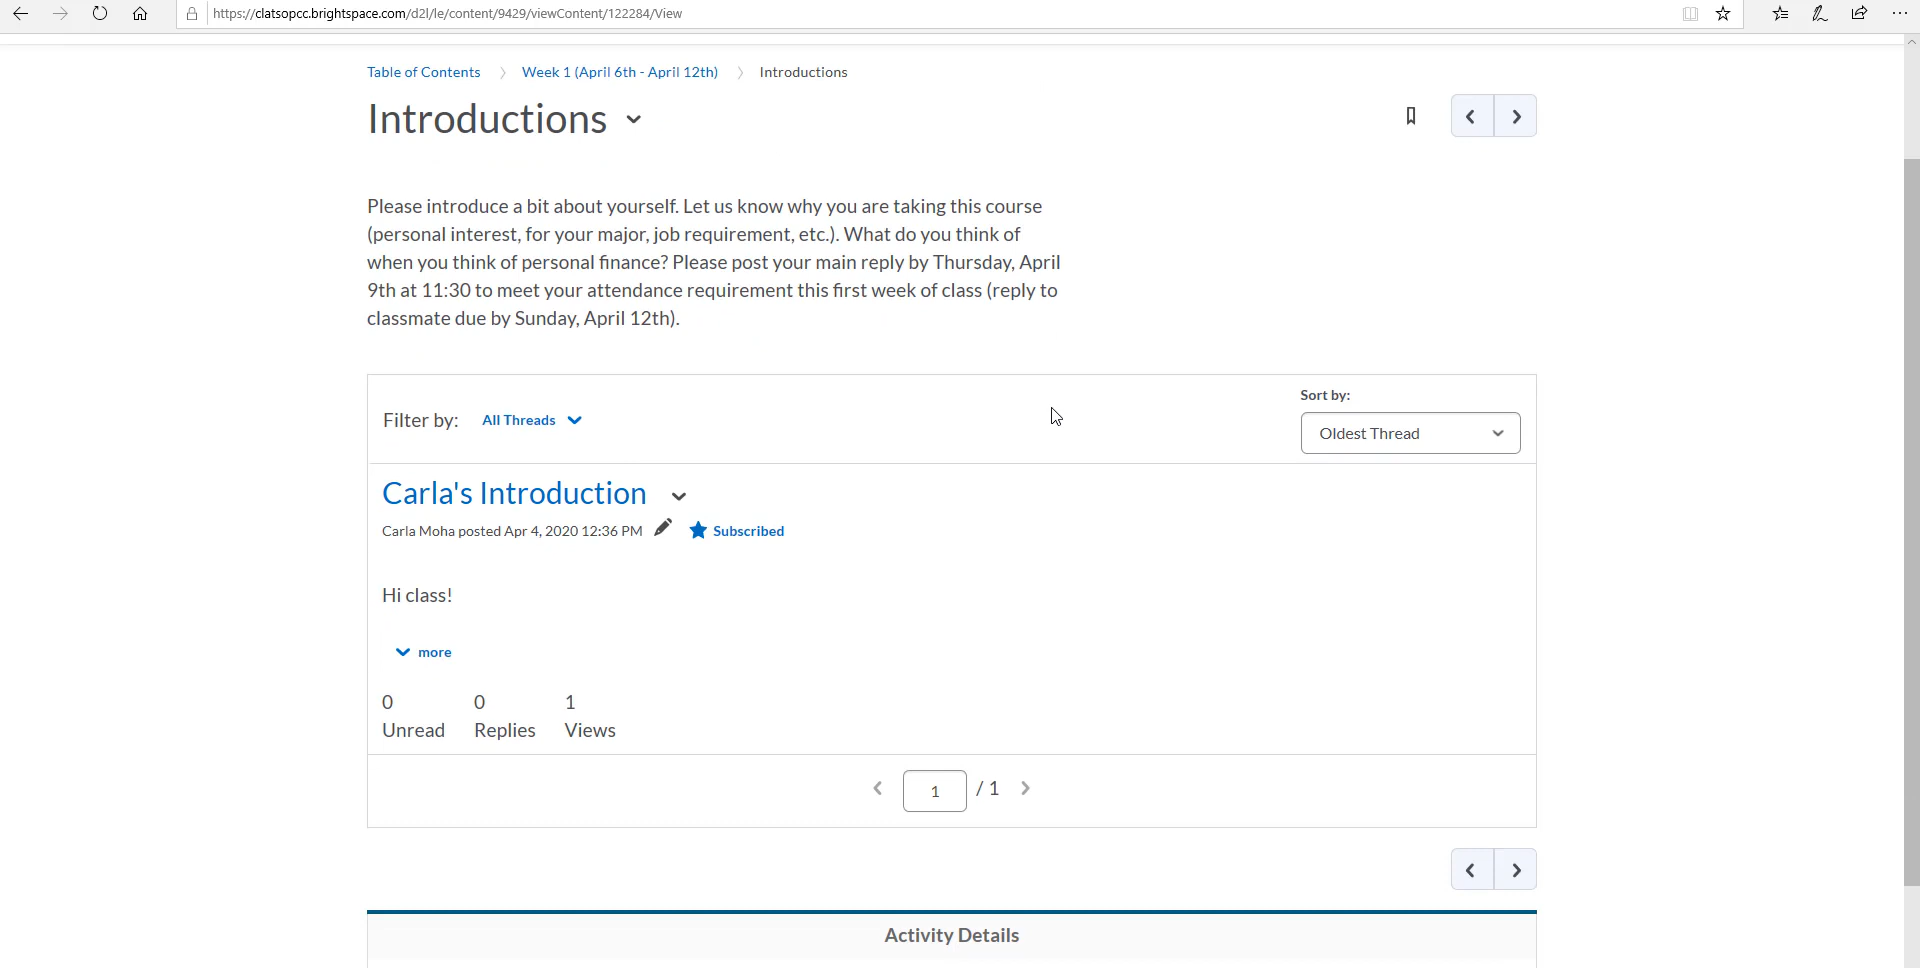 https://clatsopcc.brightspace.com/d2l/le/content/9429/viewContent/122284/View
Table of Contents > Week 1 (April 6th - April 12th) > Introductions
Introductions
Please introduce a bit about yourself. Let us know why you are taking this course
(personal interest, for your major, job requirement, etc.). What do you think of
when you think of personal finance? Please post your main reply by Thursday, April
9th at 11:30 to meet your attendance requirement this first week of class (reply to
classmate due by Sunday, April 12th).
Sort by:
Filter by: All Threads
Oldest Thread
Carla's Introduction
Carla Moha posted Apr 4, 2020 12:36 PM Subscribed
Hi class!
more
0 0 1
Unread Replies Views
1 / 1
Activity Details